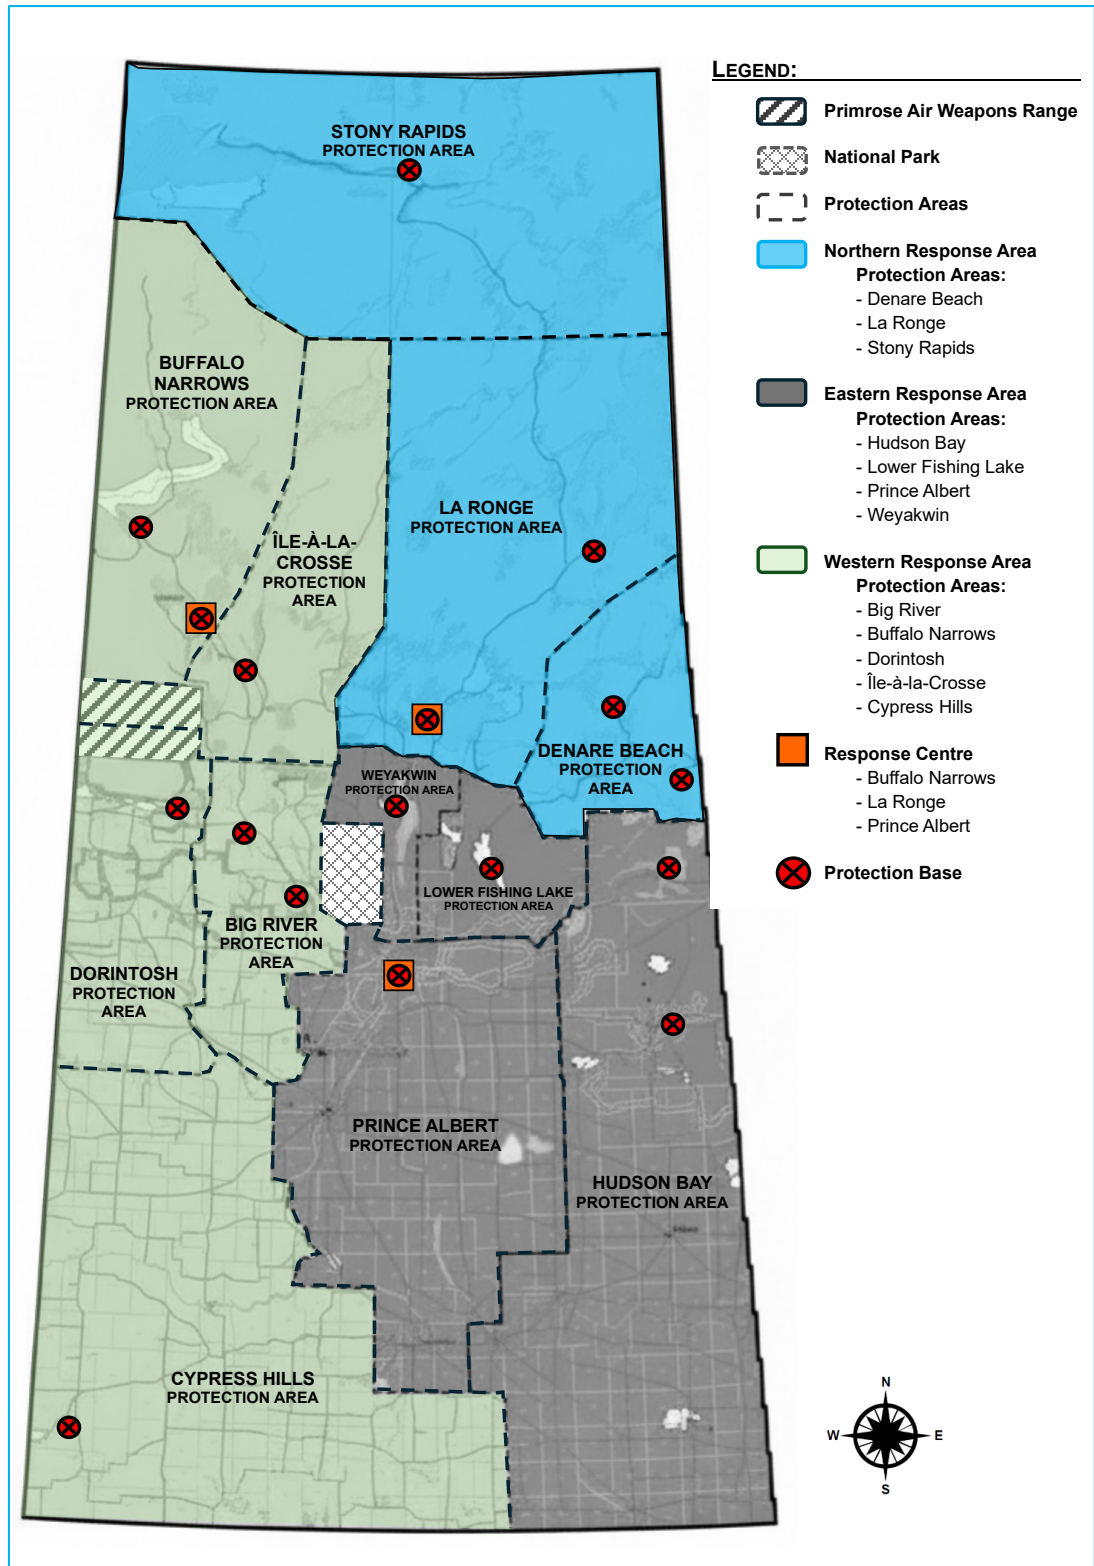 STONY RAPIDS
PROTECTION AREA
BUFFALO
NARROWS
PROTECTION AREA
LA RONGE
PROTECTION AREA
ÎLE-À-LA-
CROSSE
PROTECTION
AREA
DENARE BEACH
PROTECTION
AREA
WEYAKWIN
PROTECTION AREA
LOWER FISHING LAKE
PROTECTION AREA
BIG RIVER
PROTECTION
AREA
DORINTOSH
PROTECTION
AREA
PRINCE ALBERT
PROTECTION AREA
HUDSON BAY
PROTECTION AREA
CYPRESS HILLS
PROTECTION AREA
LEGEND:
Primrose Air Weapons Range
National Park
Protection Areas
Northern Response Area
Protection Areas:
- Denare Beach
- La Ronge
- Stony Rapids
Eastern Response Area
Protection Areas:
- Hudson Bay
- Lower Fishing Lake
- Prince Albert
- Weyakwin
Western Response Area
Protection Areas:
- Big River
- Buffalo Narrows
- Dorintosh
- Île-à-la-Crosse
- Cypress Hills
Response Centre
- Buffalo Narrows
- La Ronge
- Prince Albert
Protection Base
N
W
E
S